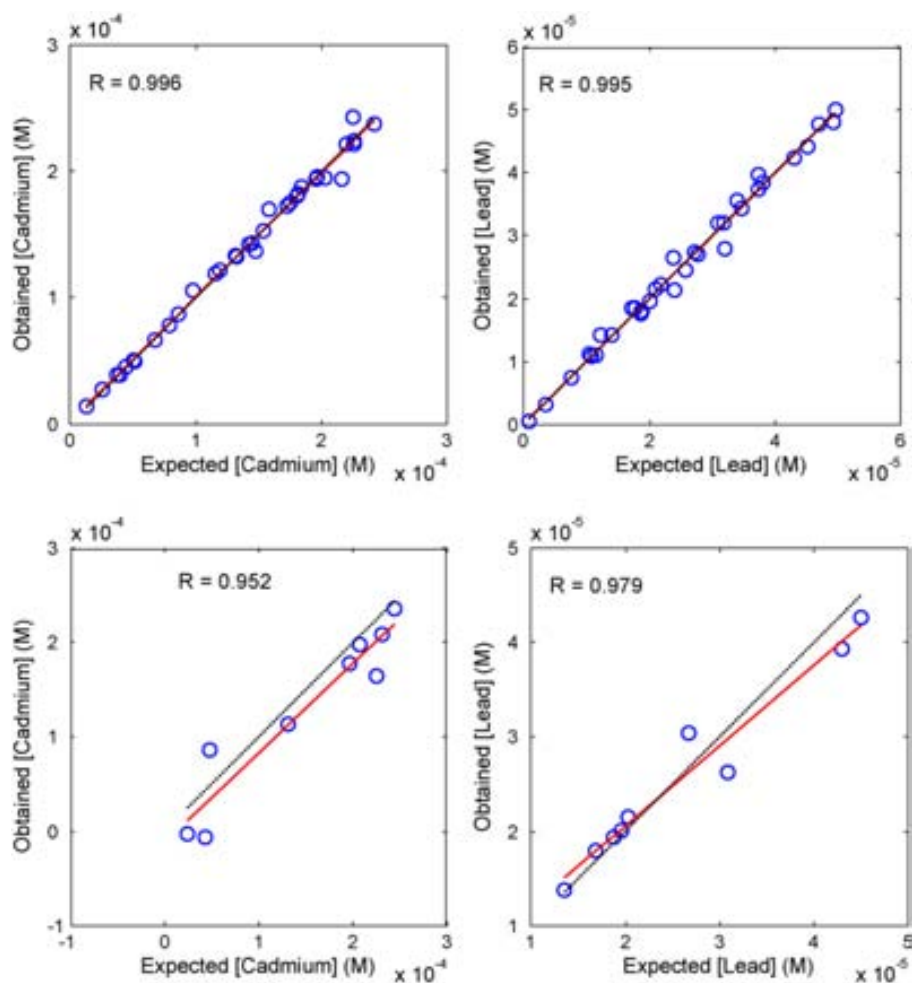 x 10⁻⁴
3
R = 0.996
2
1
0
Obtained [Cadmium] (M)
0 1 2 3
Expected [Cadmium] (M)
x 10⁻⁴
x 10⁻⁵
6
R = 0.995
5
4
3
2
1
0
Obtained [Lead] (M)
0 2 4 6
Expected [Lead] (M)
x 10⁻⁵
x 10⁻⁴
3
R = 0.952
2
1
0
-1
Obtained [Cadmium] (M)
-1 0 1 2 3
Expected [Cadmium] (M)
x 10⁻⁴
x 10⁻⁵
5
R = 0.979
4
3
2
1
Obtained [Lead] (M)
1 2 3 4 5
Expected [Lead] (M)
x 10⁻⁵